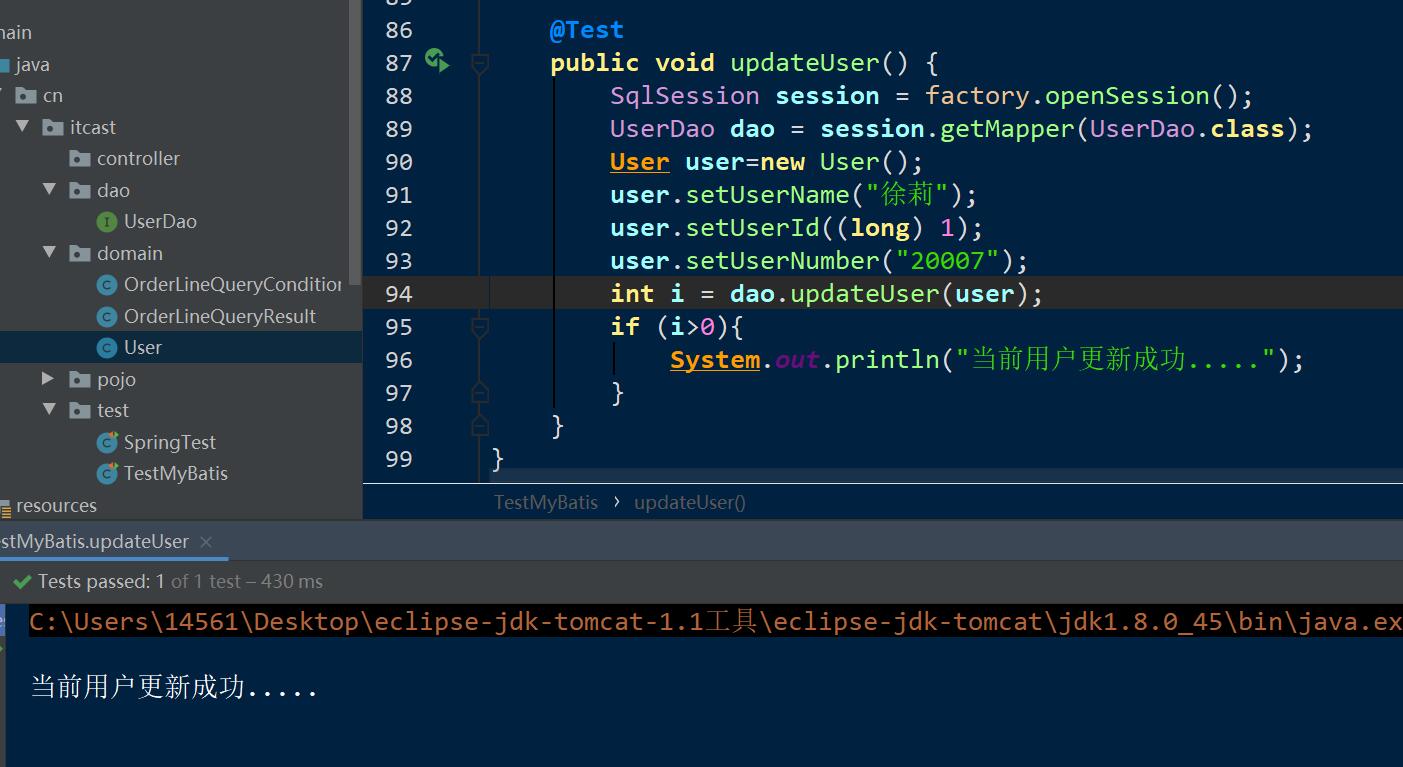 java
cn
itcast
controller
dao
UserDao
domain
OrderLineQueryCondition
OrderLineQueryResult
User
pojo
test
SpringTest
TestMyBatis
resources
86 @Test
87 public void updateUser() {
88 SqlSession session = factory.openSession();
89 UserDao dao = session.getMapper(UserDao.class);
90 User user=new User();
91 user.setUserName("徐莉");
92 user.setUserId((long) 1);
93 user.setUserNumber("20007");
94 int i = dao.updateUser(user);
95 if (i>0){
96 System.out.println("当前用户更新成功.....");
97 }
98 }
99 }
TestMyBatis › updateUser()
stMyBatis.updateUser ×
Tests passed: 1 of 1 test – 430 ms
C:\Users\14561\Desktop\eclipse-jdk-tomcat-1.1工具\eclipse-jdk-tomcat\jdk1.8.0_45\bin\java.ex
当前用户更新成功.....